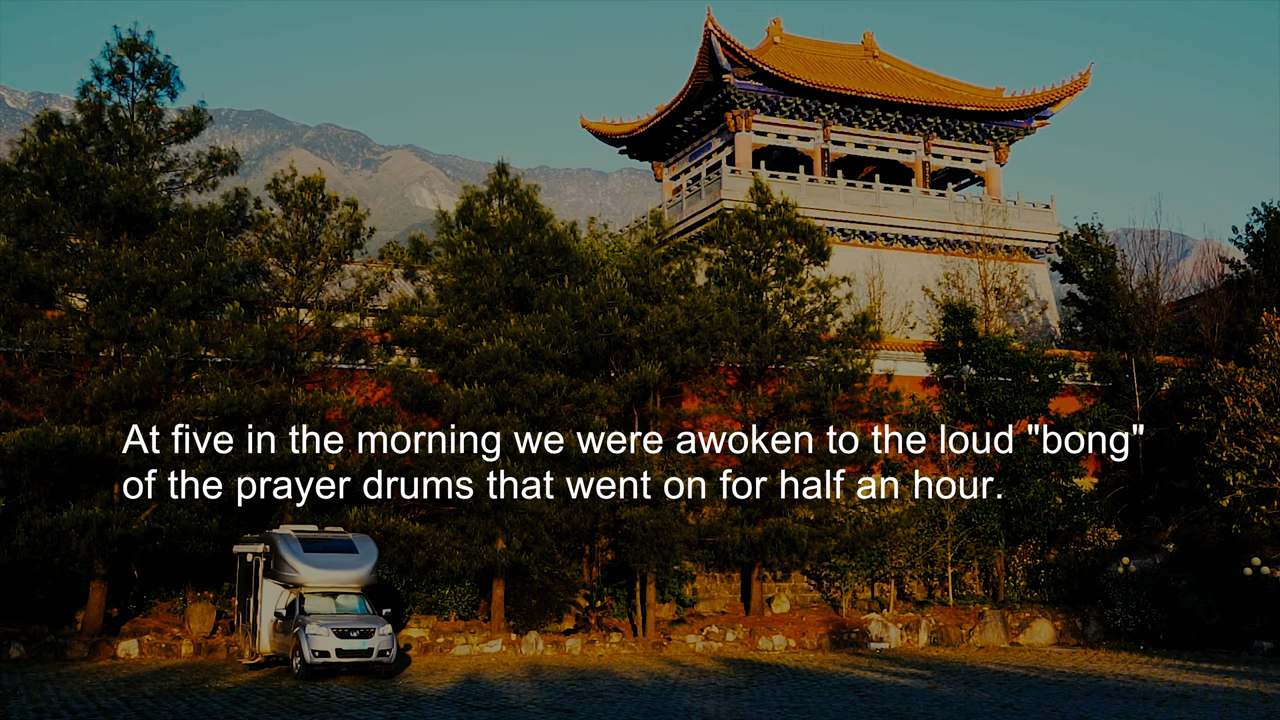 At five in the morning we were awoken to the loud "bong"
of the prayer drums that went on for half an hour.